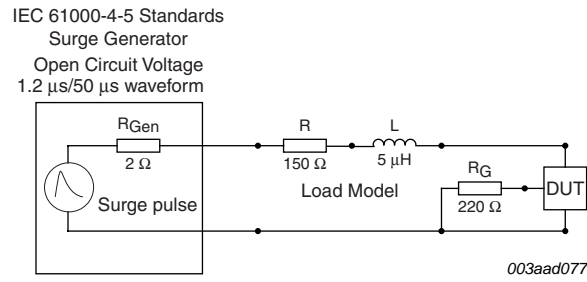 IEC 61000-4-5 Standards
Surge Generator
Open Circuit Voltage
1.2 μs/50 μs waveform
RGen
2 Ω
Surge pulse
R
150 Ω
L
5 μH
Load Model
RG
220 Ω
DUT
003aad077